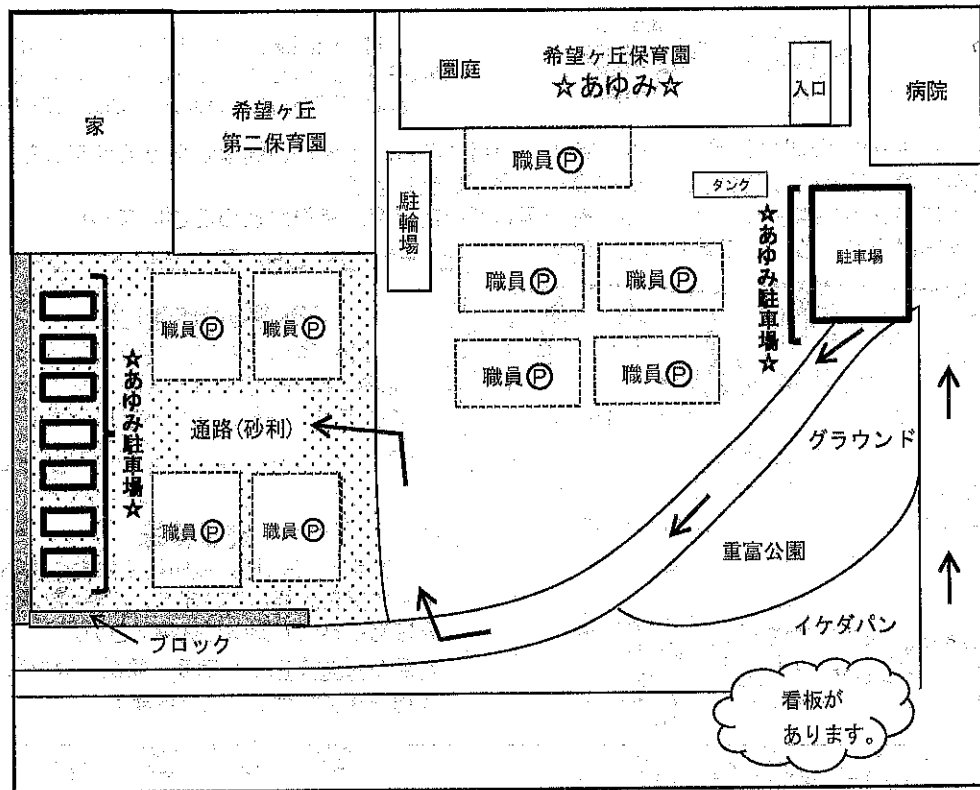 家
希望ヶ丘
第二保育園
園庭
希望ヶ丘保育園
☆あゆみ☆
入口
病院
職員Ⓟ
駐輪場
タンク
☆あゆみ駐車場☆
駐車場
職員Ⓟ
職員Ⓟ
職員Ⓟ
職員Ⓟ
職員Ⓟ
職員Ⓟ
☆あゆみ駐車場☆
通路(砂利)
職員Ⓟ
職員Ⓟ
グラウンド
重富公園
イケダパン
ブロック
看板が
あります。